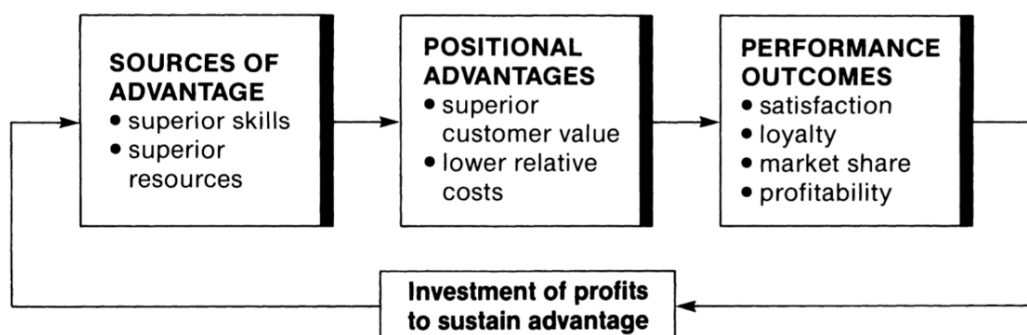 SOURCES OF
ADVANTAGE
• superior skills
• superior
resources
POSITIONAL
ADVANTAGES
• superior
customer value
• lower relative
costs
PERFORMANCE
OUTCOMES
• satisfaction
• loyalty
• market share
• profitability
Investment of profits
to sustain advantage